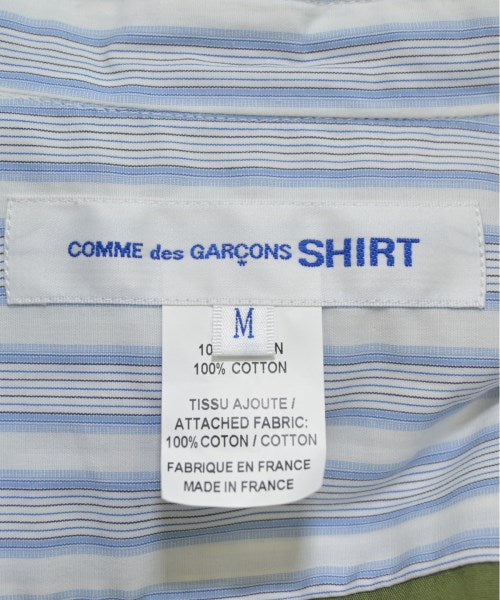 COMME des GARÇONS SHIRT
M
100% COTTON
TISSU AJOUTE /
ATTACHED FABRIC:
100% COTON / COTTON
FABRIQUE EN FRANCE
MADE IN FRANCE